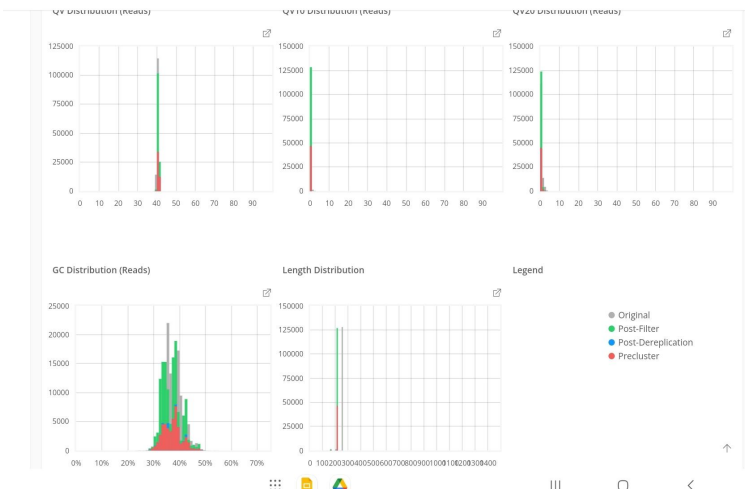 QV Distribution (Reads)
QV10 Distribution (Reads)
QV20 Distribution (Reads)
125000
100000
75000
50000
25000
0
0 10 20 30 40 50 60 70 80 90
150000
125000
100000
75000
50000
25000
0
0 10 20 30 40 50 60 70 80 90
150000
125000
100000
75000
50000
25000
0
0 10 20 30 40 50 60 70 80 90
GC Distribution (Reads)
Length Distribution
Legend
25000
20000
15000
10000
5000
0
0% 10% 20% 30% 40% 50% 60% 70%
150000
125000
100000
75000
50000
25000
0
0 10020030040050060070080090010001100120013001400
Original
Post-Filter
Post-Dereplication
Precluster